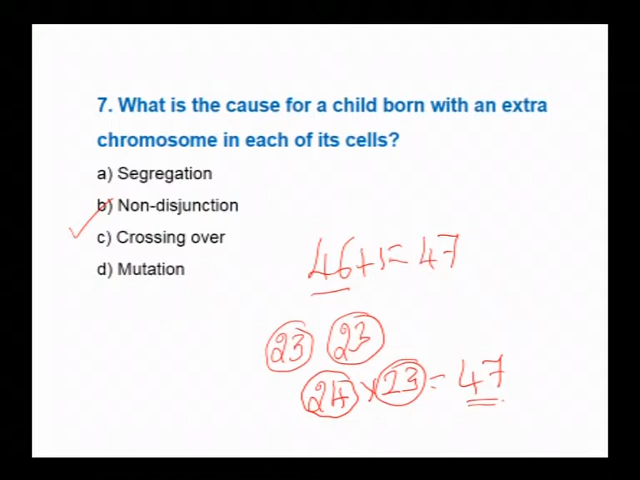 7. What is the cause for a child born with an extra
chromosome in each of its cells?
a) Segregation
b) Non-disjunction
c) Crossing over
d) Mutation
46+1=47
23 23
24 x 23 = 47